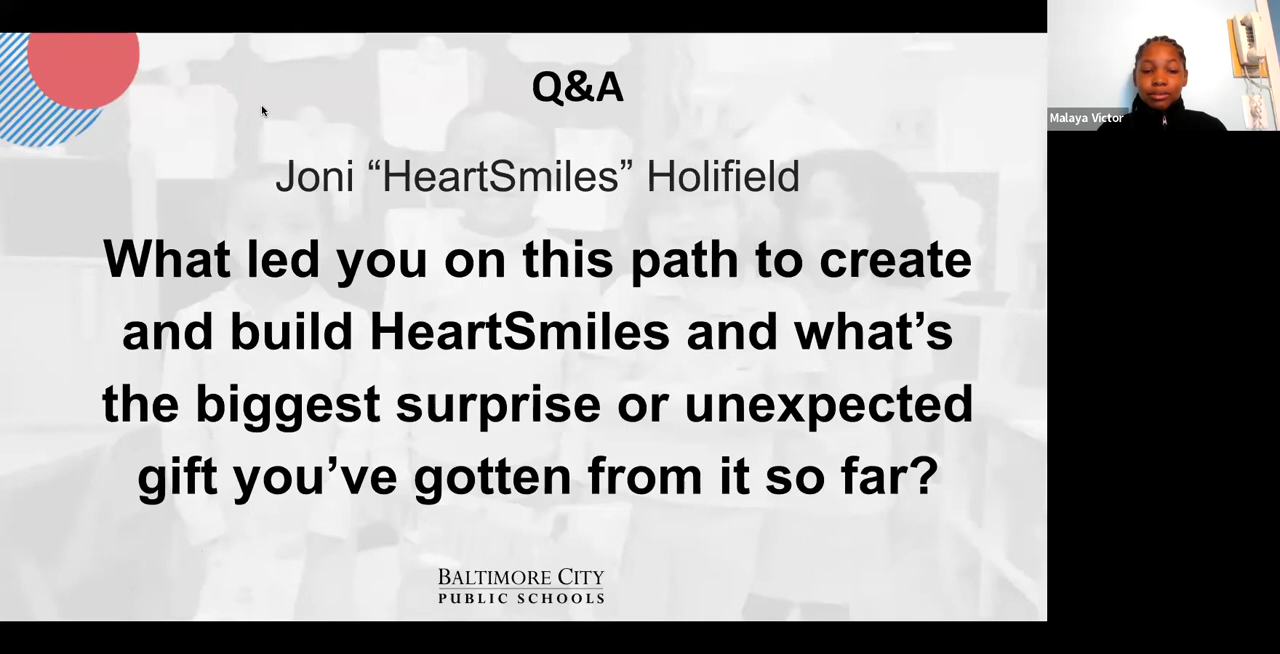 Q&A
Joni “HeartSmiles” Holifield
What led you on this path to create
and build HeartSmiles and what’s
the biggest surprise or unexpected
gift you’ve gotten from it so far?
BALTIMORE CITY
PUBLIC SCHOOLS
Malaya Victor